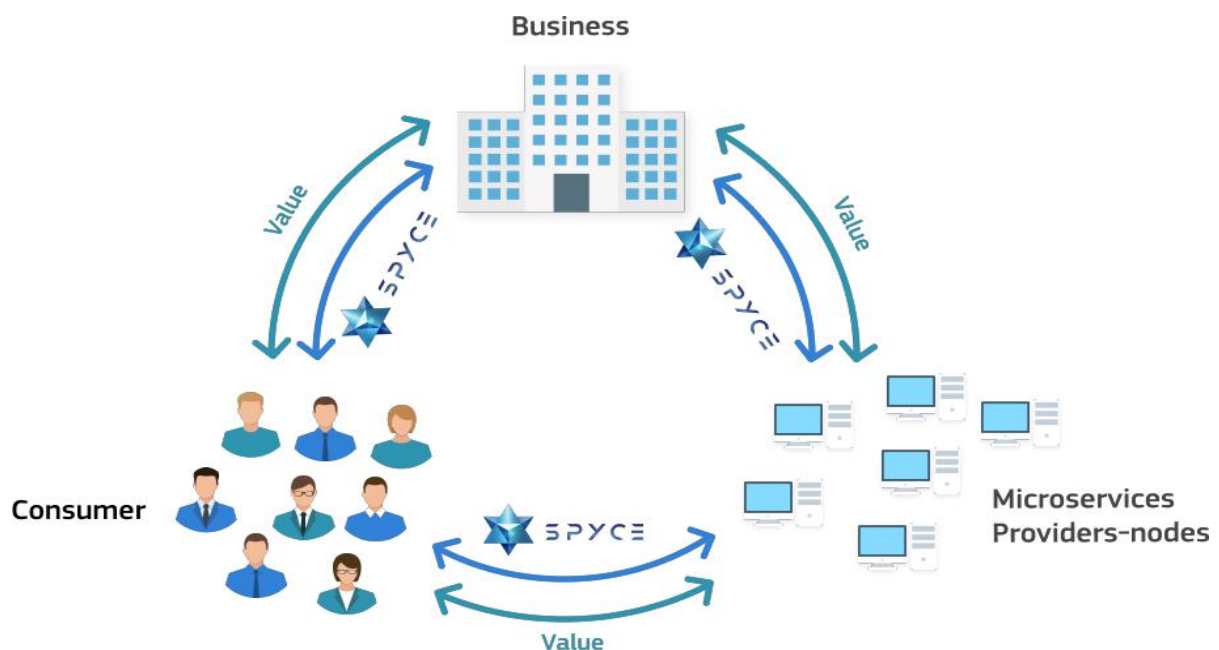 Business
Value
SPYCE
SPYCE
Value
Consumer
SPYCE
Microservices
Providers-nodes
Value